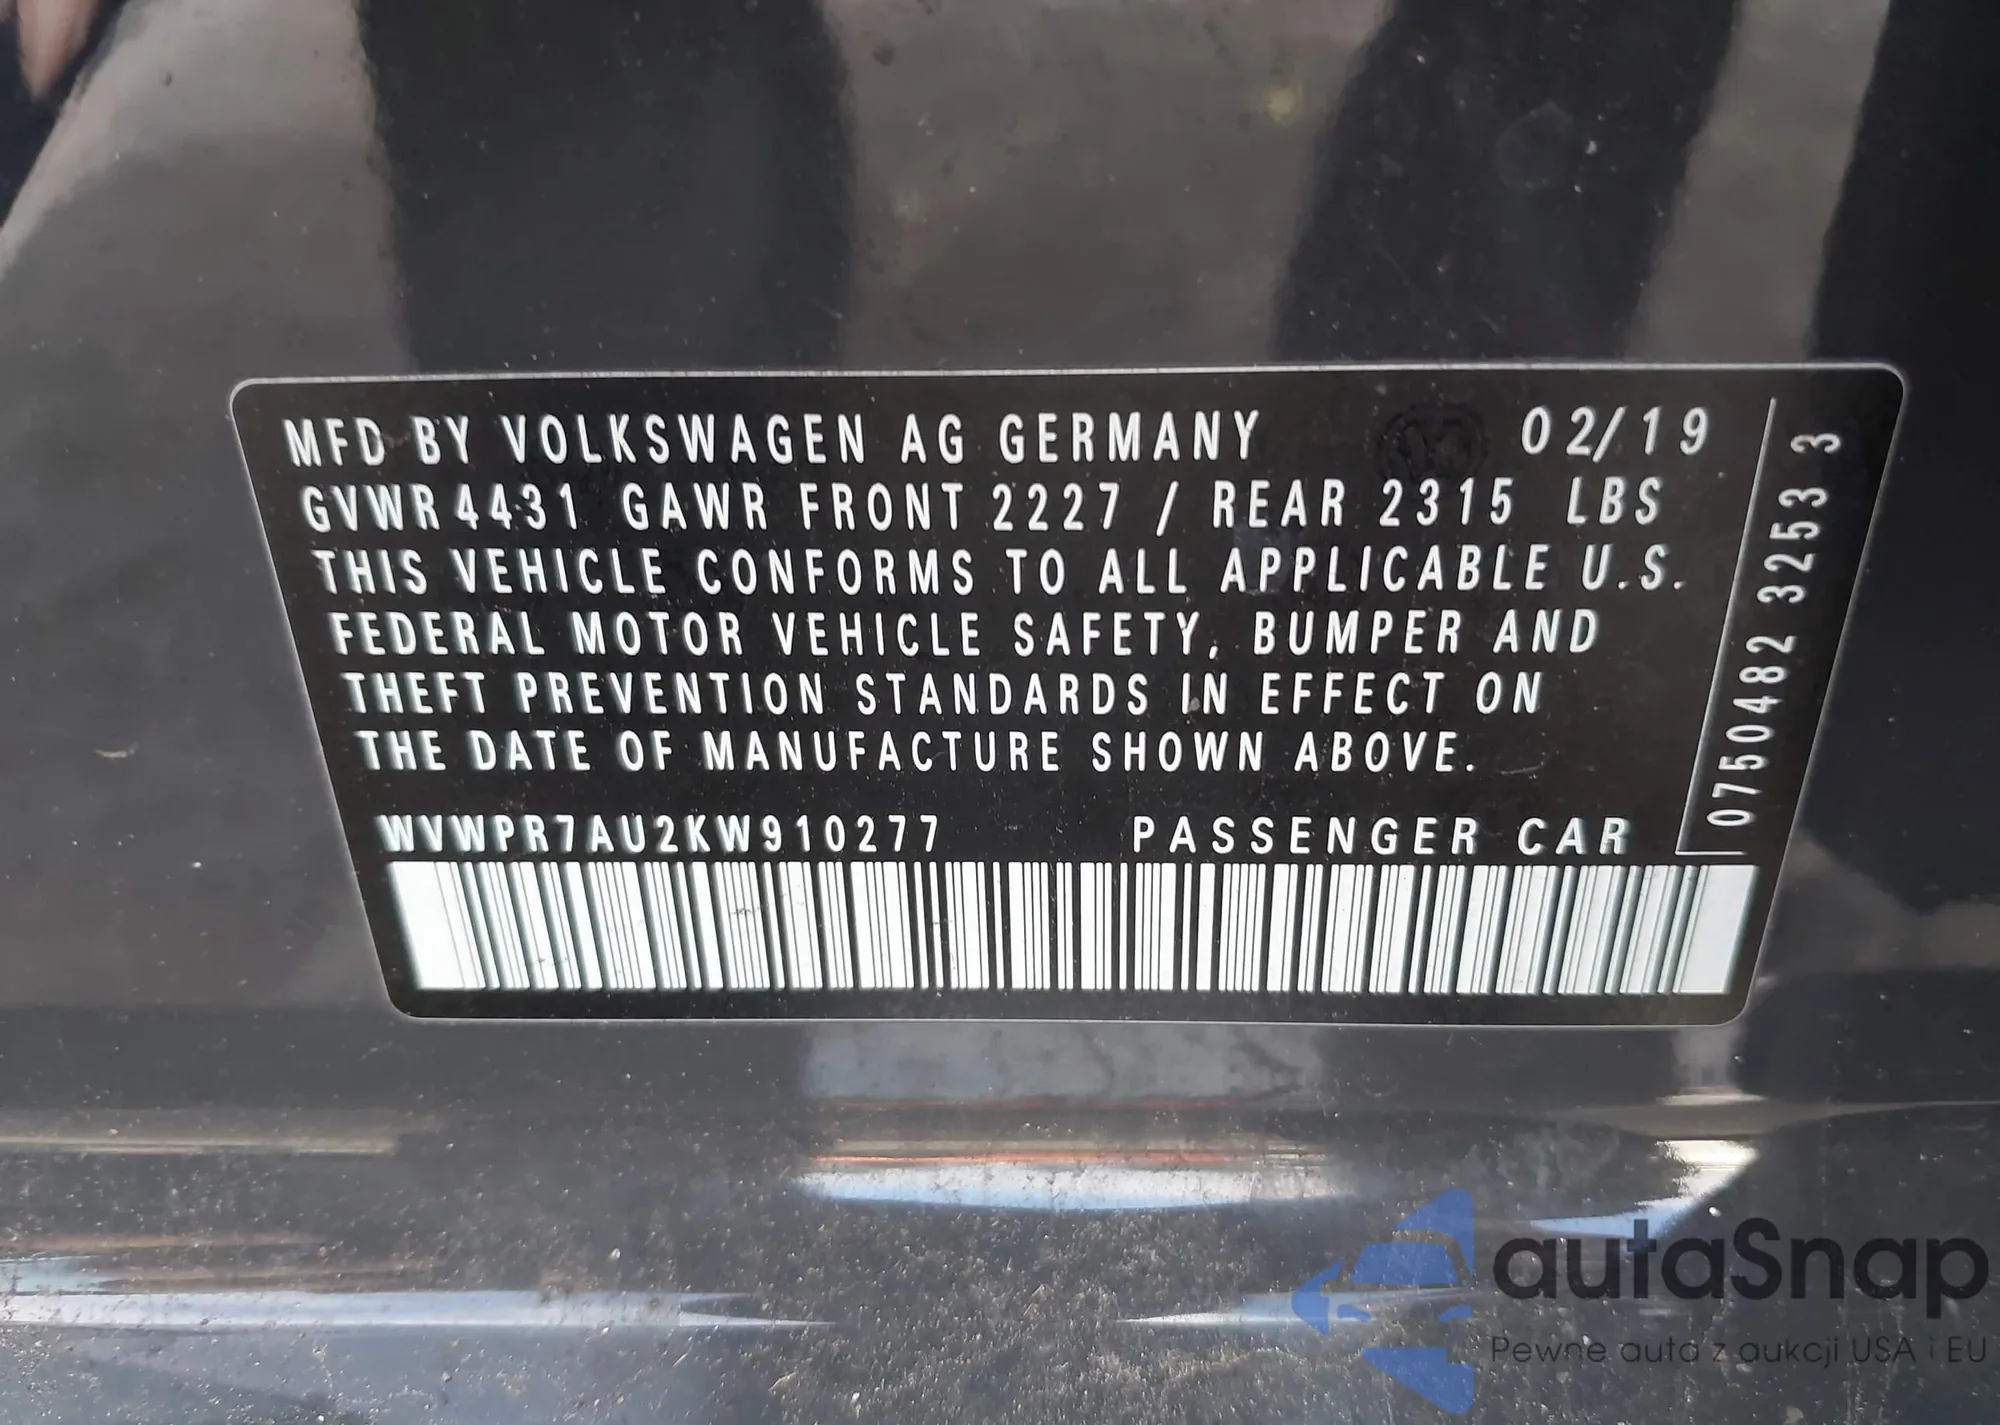 MFD BY VOLKSWAGEN AG GERMANY 02/19
GVWR 4431 GAWR FRONT 2227 / REAR 2315 LBS
THIS VEHICLE CONFORMS TO ALL APPLICABLE U.S.
FEDERAL MOTOR VEHICLE SAFETY, BUMPER AND
THEFT PREVENTION STANDARDS IN EFFECT ON
THE DATE OF MANUFACTURE SHOWN ABOVE.
WVWPR7AU2KW910277 PASSENGER CAR
0750482 3253 3
autaSnap
Pewne auta z aukcji USA i EU